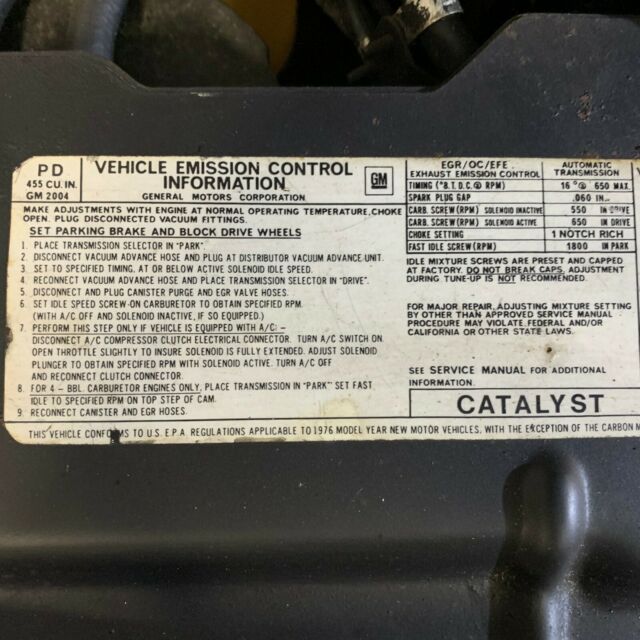 PD
455 CU. IN.
GM 2004
VEHICLE EMISSION CONTROL
INFORMATION
GENERAL MOTORS CORPORATION
GM
MAKE ADJUSTMENTS WITH ENGINE AT NORMAL OPERATING TEMPERATURE, CHOKE
OPEN. PLUG DISCONNECTED VACUUM FITTINGS.
SET PARKING BRAKE AND BLOCK DRIVE WHEELS
1. PLACE TRANSMISSION SELECTOR IN "PARK".
2. DISCONNECT VACUUM ADVANCE HOSE AND PLUG AT DISTRIBUTOR VACUUM ADVANCE UNIT.
3. SET TO SPECIFIED TIMING, AT OR BELOW ACTIVE SOLENOID IDLE SPEED.
4. RECONNECT VACUUM ADVANCE HOSE AND PLACE TRANSMISSION SELECTOR IN "DRIVE".
5. DISCONNECT AND PLUG CANISTER PURGE AND EGR VALVE HOSES.
6. SET IDLE SPEED SCREW ON CARBURETOR TO OBTAIN SPECIFIED RPM
(WITH A/C OFF AND SOLENOID INACTIVE, IF SO EQUIPPED.)
7. PERFORM THIS STEP ONLY IF VEHICLE IS EQUIPPED WITH A/C: -
DISCONNECT A/C COMPRESSOR CLUTCH ELECTRICAL CONNECTOR. TURN A/C SWITCH ON
OPEN THROTTLE SLIGHTLY TO INSURE SOLENOID IS FULLY EXTENDED. ADJUST SOLENOID
PLUNGER TO OBTAIN SPECIFIED RPM WITH SOLENOID ACTIVE. TURN A/C OFF
AND RECONNECT CLUTCH CONNECTOR.
8. FOR 4 - BBL CARBURETOR ENGINES ONLY, PLACE TRANSMISSION IN "PARK" SET FAST
IDLE TO SPECIFIED RPM ON TOP STEP OF CAM.
9. RECONNECT CANISTER AND EGR HOSES.
EGR/OC/EFE
EXHAUST EMISSION CONTROL AUTOMATIC TRANSMISSION
TIMING (°B.T.D.C. @ RPM) 16° @ 650 MAX.
SPARK PLUG GAP .060 IN.
CARB. SCREW (RPM) SOLENOID INACTIVE 550 IN DRIVE
CARB. SCREW (RPM) SOLENOID ACTIVE 650 IN DRIVE
CHOKE SETTING 1 NOTCH RICH
FAST IDLE SCREW (RPM) 1800 IN PARK
IDLE MIXTURE SCREWS ARE PRESET AND CAPPED
AT FACTORY. DO NOT BREAK CAPS. ADJUSTMENT
DURING TUNE-UP IS NOT RECOMMENDED.
FOR MAJOR REPAIR, ADJUSTING MIXTURE SETTING
BY OTHER THAN APPROVED SERVICE MANUAL
PROCEDURE MAY VIOLATE FEDERAL AND/OR
CALIFORNIA OR OTHER STATE LAWS.
SEE SERVICE MANUAL FOR ADDITIONAL
INFORMATION.
CATALYST
THIS VEHICLE CONFORMS TO U.S. E.P.A. REGULATIONS APPLICABLE TO 1976 MODEL YEAR NEW MOTOR VEHICLES, WITH THE EXCEPTION OF THE CARBON M